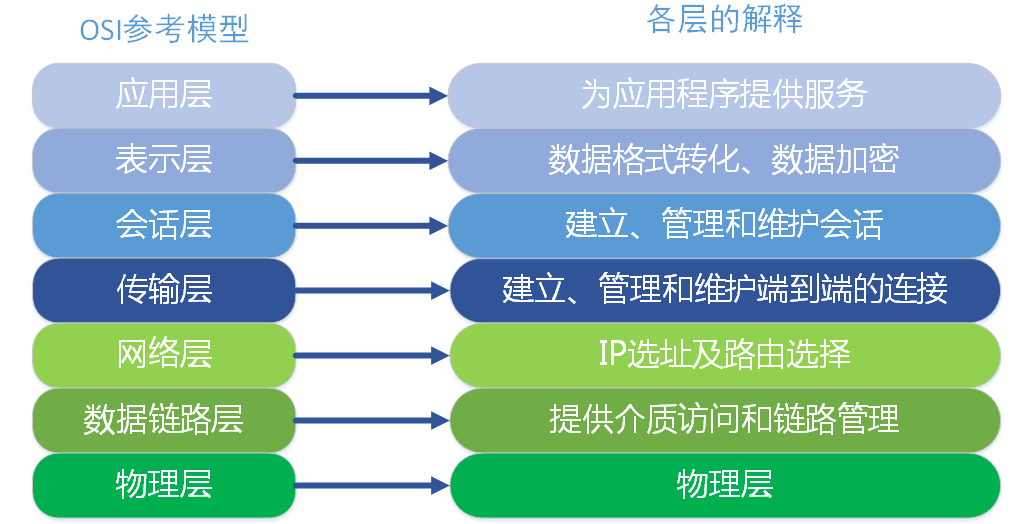 OSI参考模型
各层的解释
应用层
为应用程序提供服务
表示层
数据格式转化、数据加密
会话层
建立、管理和维护会话
传输层
建立、管理和维护端到端的连接
网络层
IP选址及路由选择
数据链路层
提供介质访问和链路管理
物理层
物理层